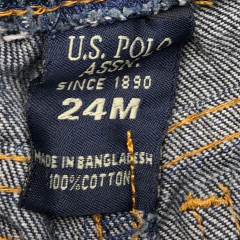 U.S. POLO
ASSN.
SINCE 1890
24M
MADE IN BANGLADESH
100%COTTON